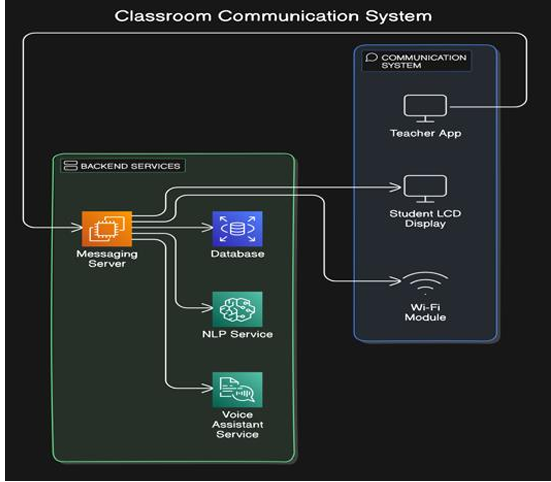 Classroom Communication System
COMMUNICATION
SYSTEM
Teacher App
BACKEND SERVICES
Student LCD
Display
Messaging
Server
Database
Wi-Fi
Module
NLP Service
Voice
Assistant
Service